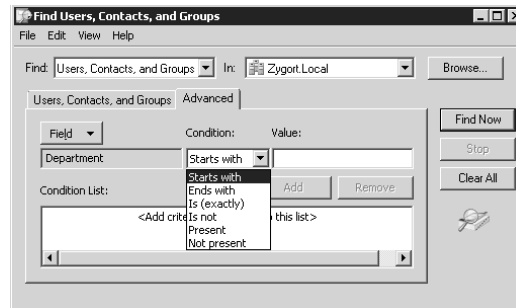 Find Users, Contacts, and Groups
File Edit View Help
Find: Users, Contacts, and Groups In: Zygort.Local Browse...
Users, Contacts, and Groups Advanced
Field Condition: Value:
Department Starts with
Starts with
Ends with
Is (exactly)
Is not
Present
Not present
Add Remove
Condition List:
<Add crite this list>
Find Now
Stop
Clear All